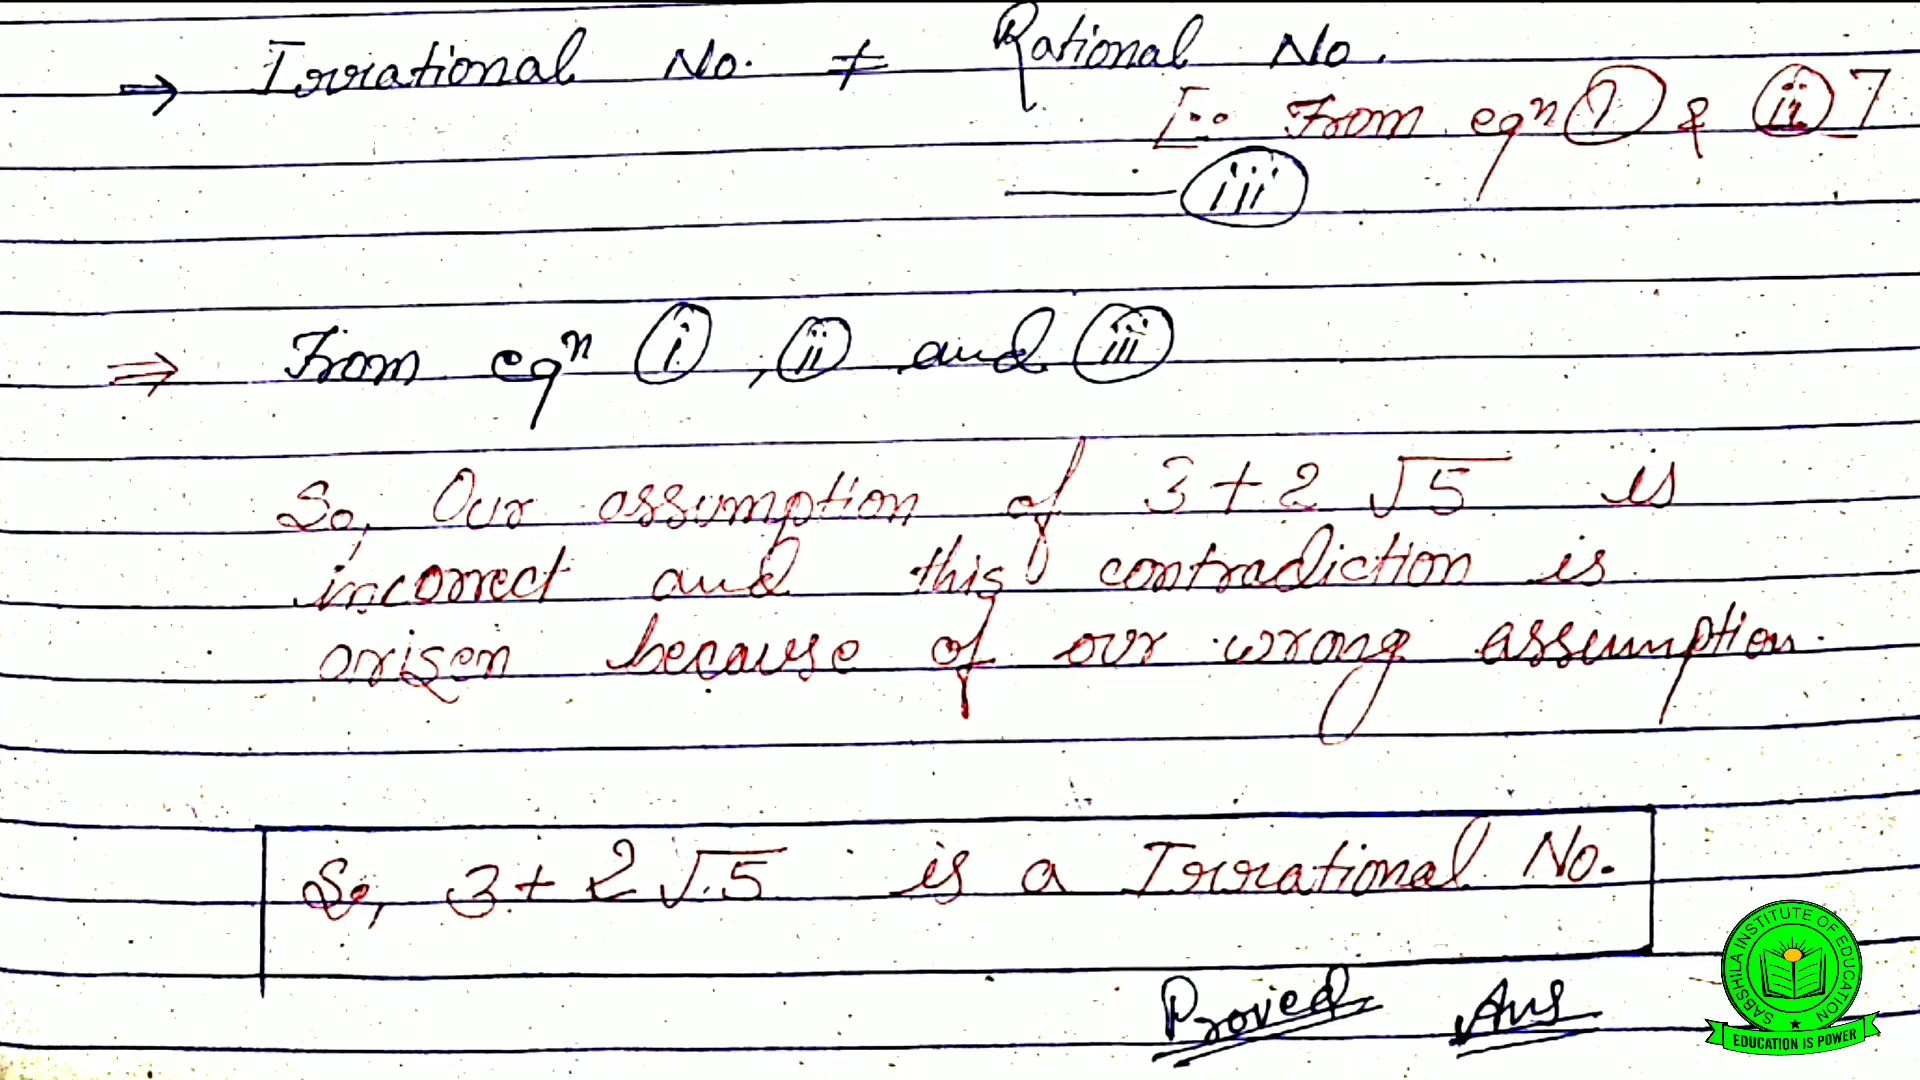 ⇒ Irrational No. ≠ Rational No.
[∵ From eqⁿ (i) & (ii)]
(iii)
⇒ From eqⁿ (i), (ii) and (iii)
So, Our assumption of 3 + 2√5 is
incorrect and this contradiction is
arisen because of our wrong assumption.
So, 3 + 2√5 is a Irrational No.
Proved Ans
SABSHILA INSTITUTE OF EDUCATION
EDUCATION IS POWER